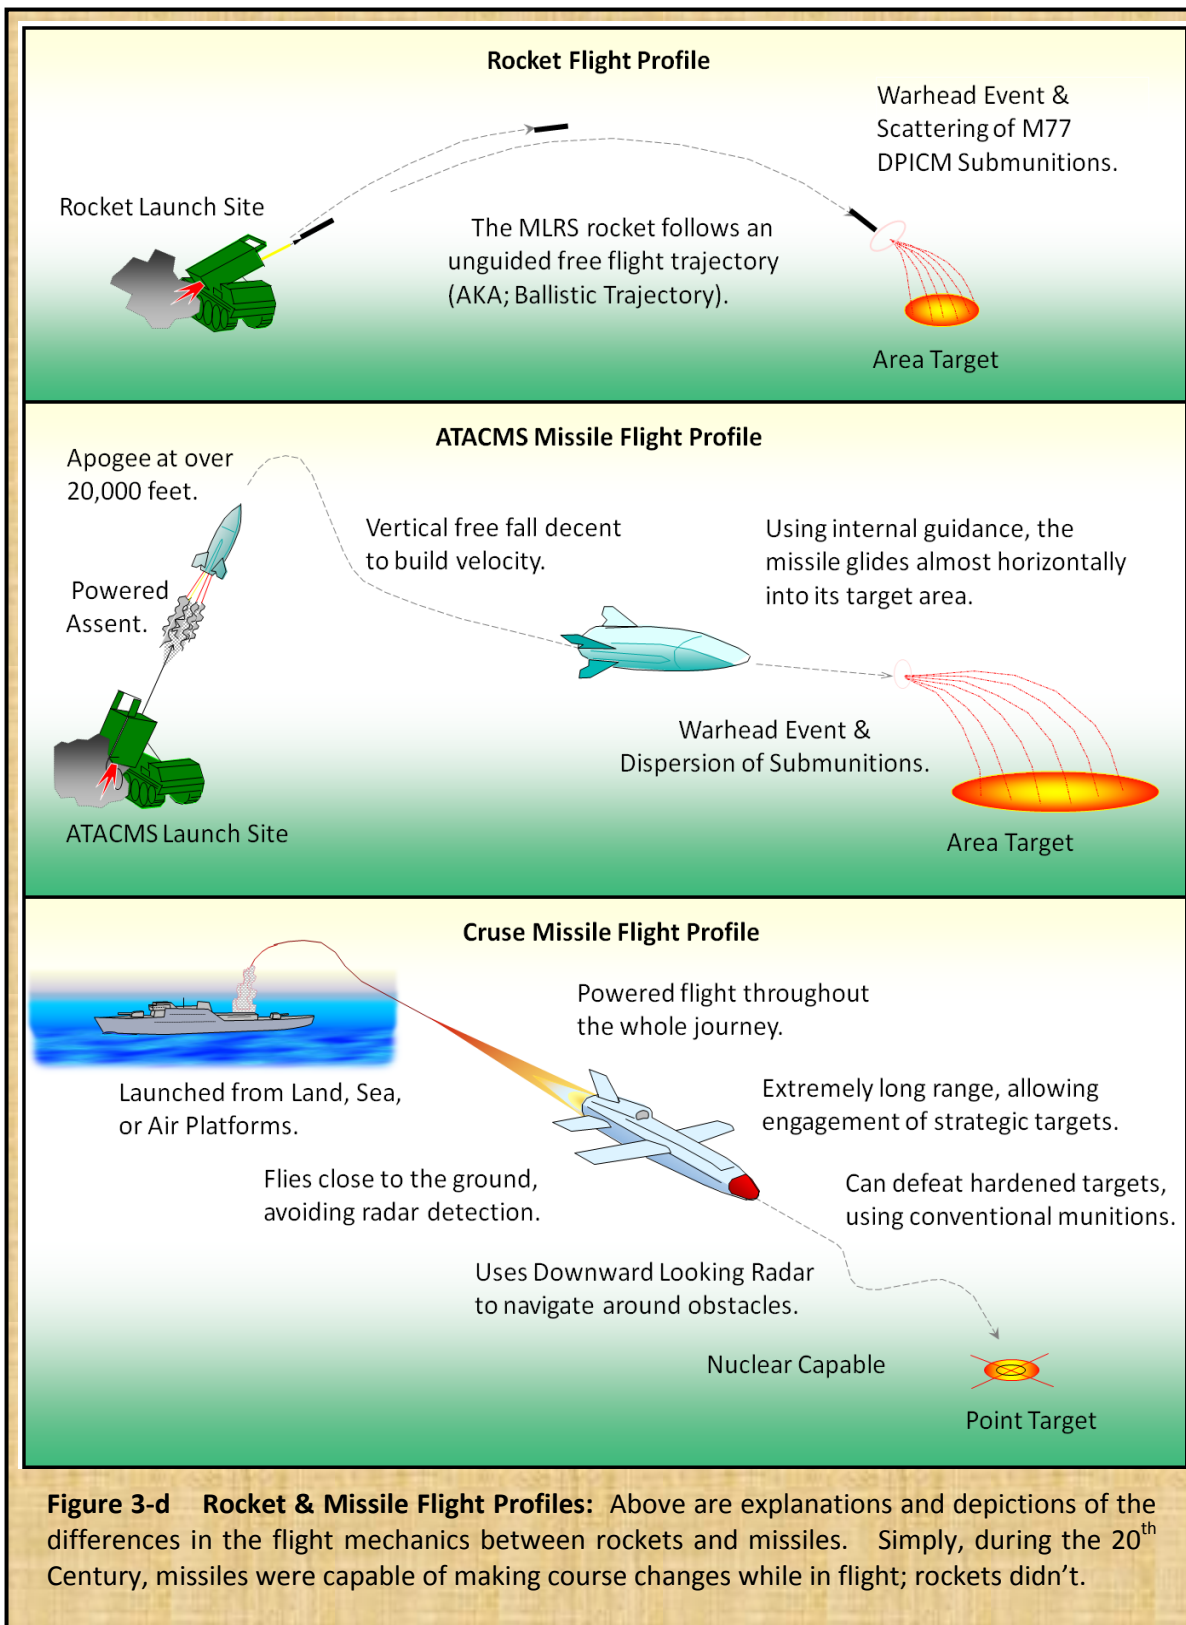 Rocket Flight Profile
Warhead Event &
Scattering of M77
DPICM Submunitions.
Rocket Launch Site
The MLRS rocket follows an
unguided free flight trajectory
(AKA; Ballistic Trajectory).
Area Target
ATACMS Missile Flight Profile
Apogee at over
20,000 feet.
Vertical free fall decent
to build velocity.
Using internal guidance, the
missile glides almost horizontally
into its target area.
Powered
Assent.
Warhead Event &
Dispersion of Submunitions.
ATACMS Launch Site
Area Target
Cruse Missile Flight Profile
Powered flight throughout
the whole journey.
Launched from Land, Sea,
or Air Platforms.
Extremely long range, allowing
engagement of strategic targets.
Flies close to the ground,
avoiding radar detection.
Can defeat hardened targets,
using conventional munitions.
Uses Downward Looking Radar
to navigate around obstacles.
Nuclear Capable
Point Target
Figure 3-d Rocket & Missile Flight Profiles: Above are explanations and depictions of the
differences in the flight mechanics between rockets and missiles. Simply, during the 20th
Century, missiles were capable of making course changes while in flight; rockets didn't.